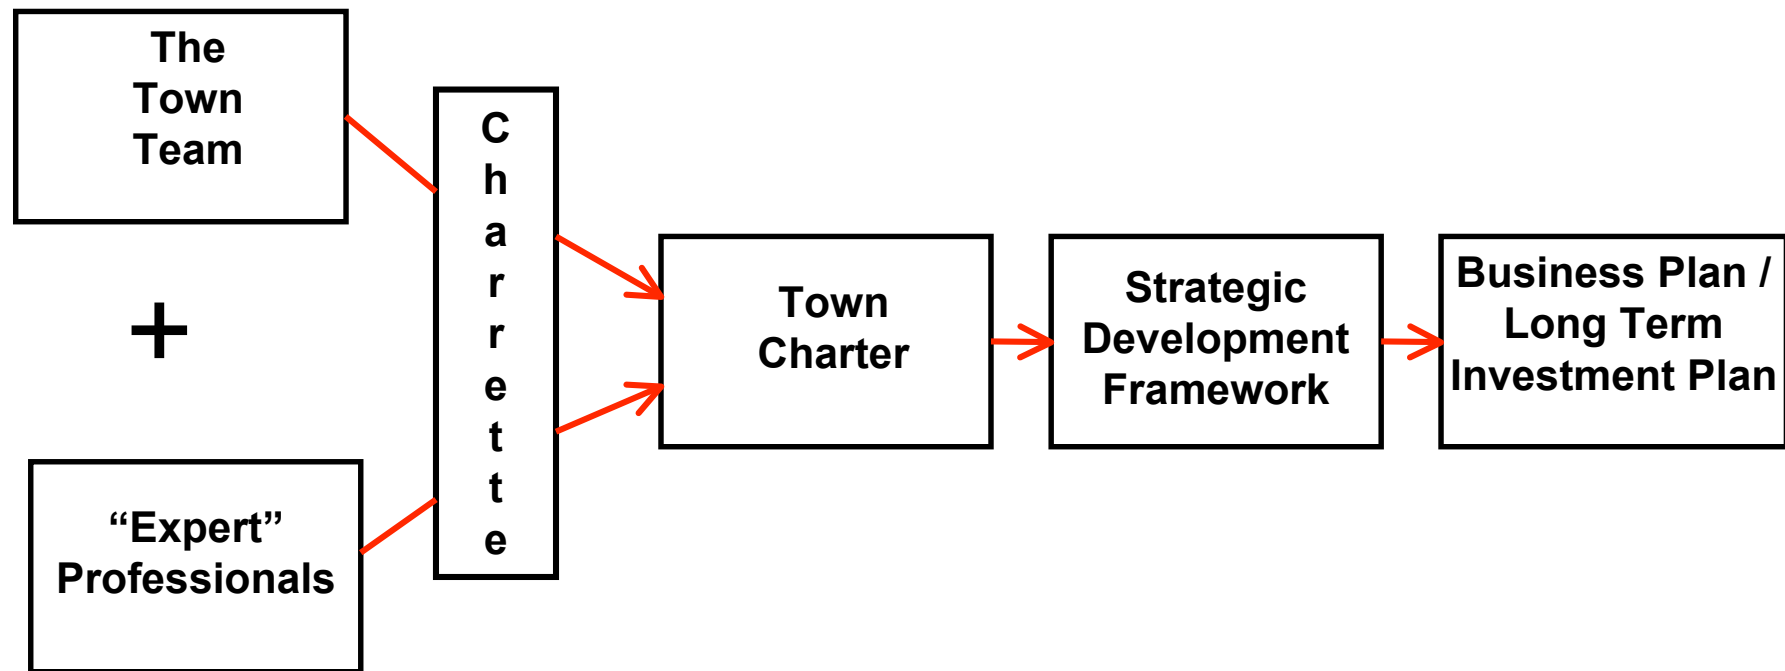 The
Town
Team
+
“Expert”
Professionals
C
h
a
r
r
e
t
t
e
Town
Charter
Strategic
Development
Framework
Business Plan /
Long Term
Investment Plan